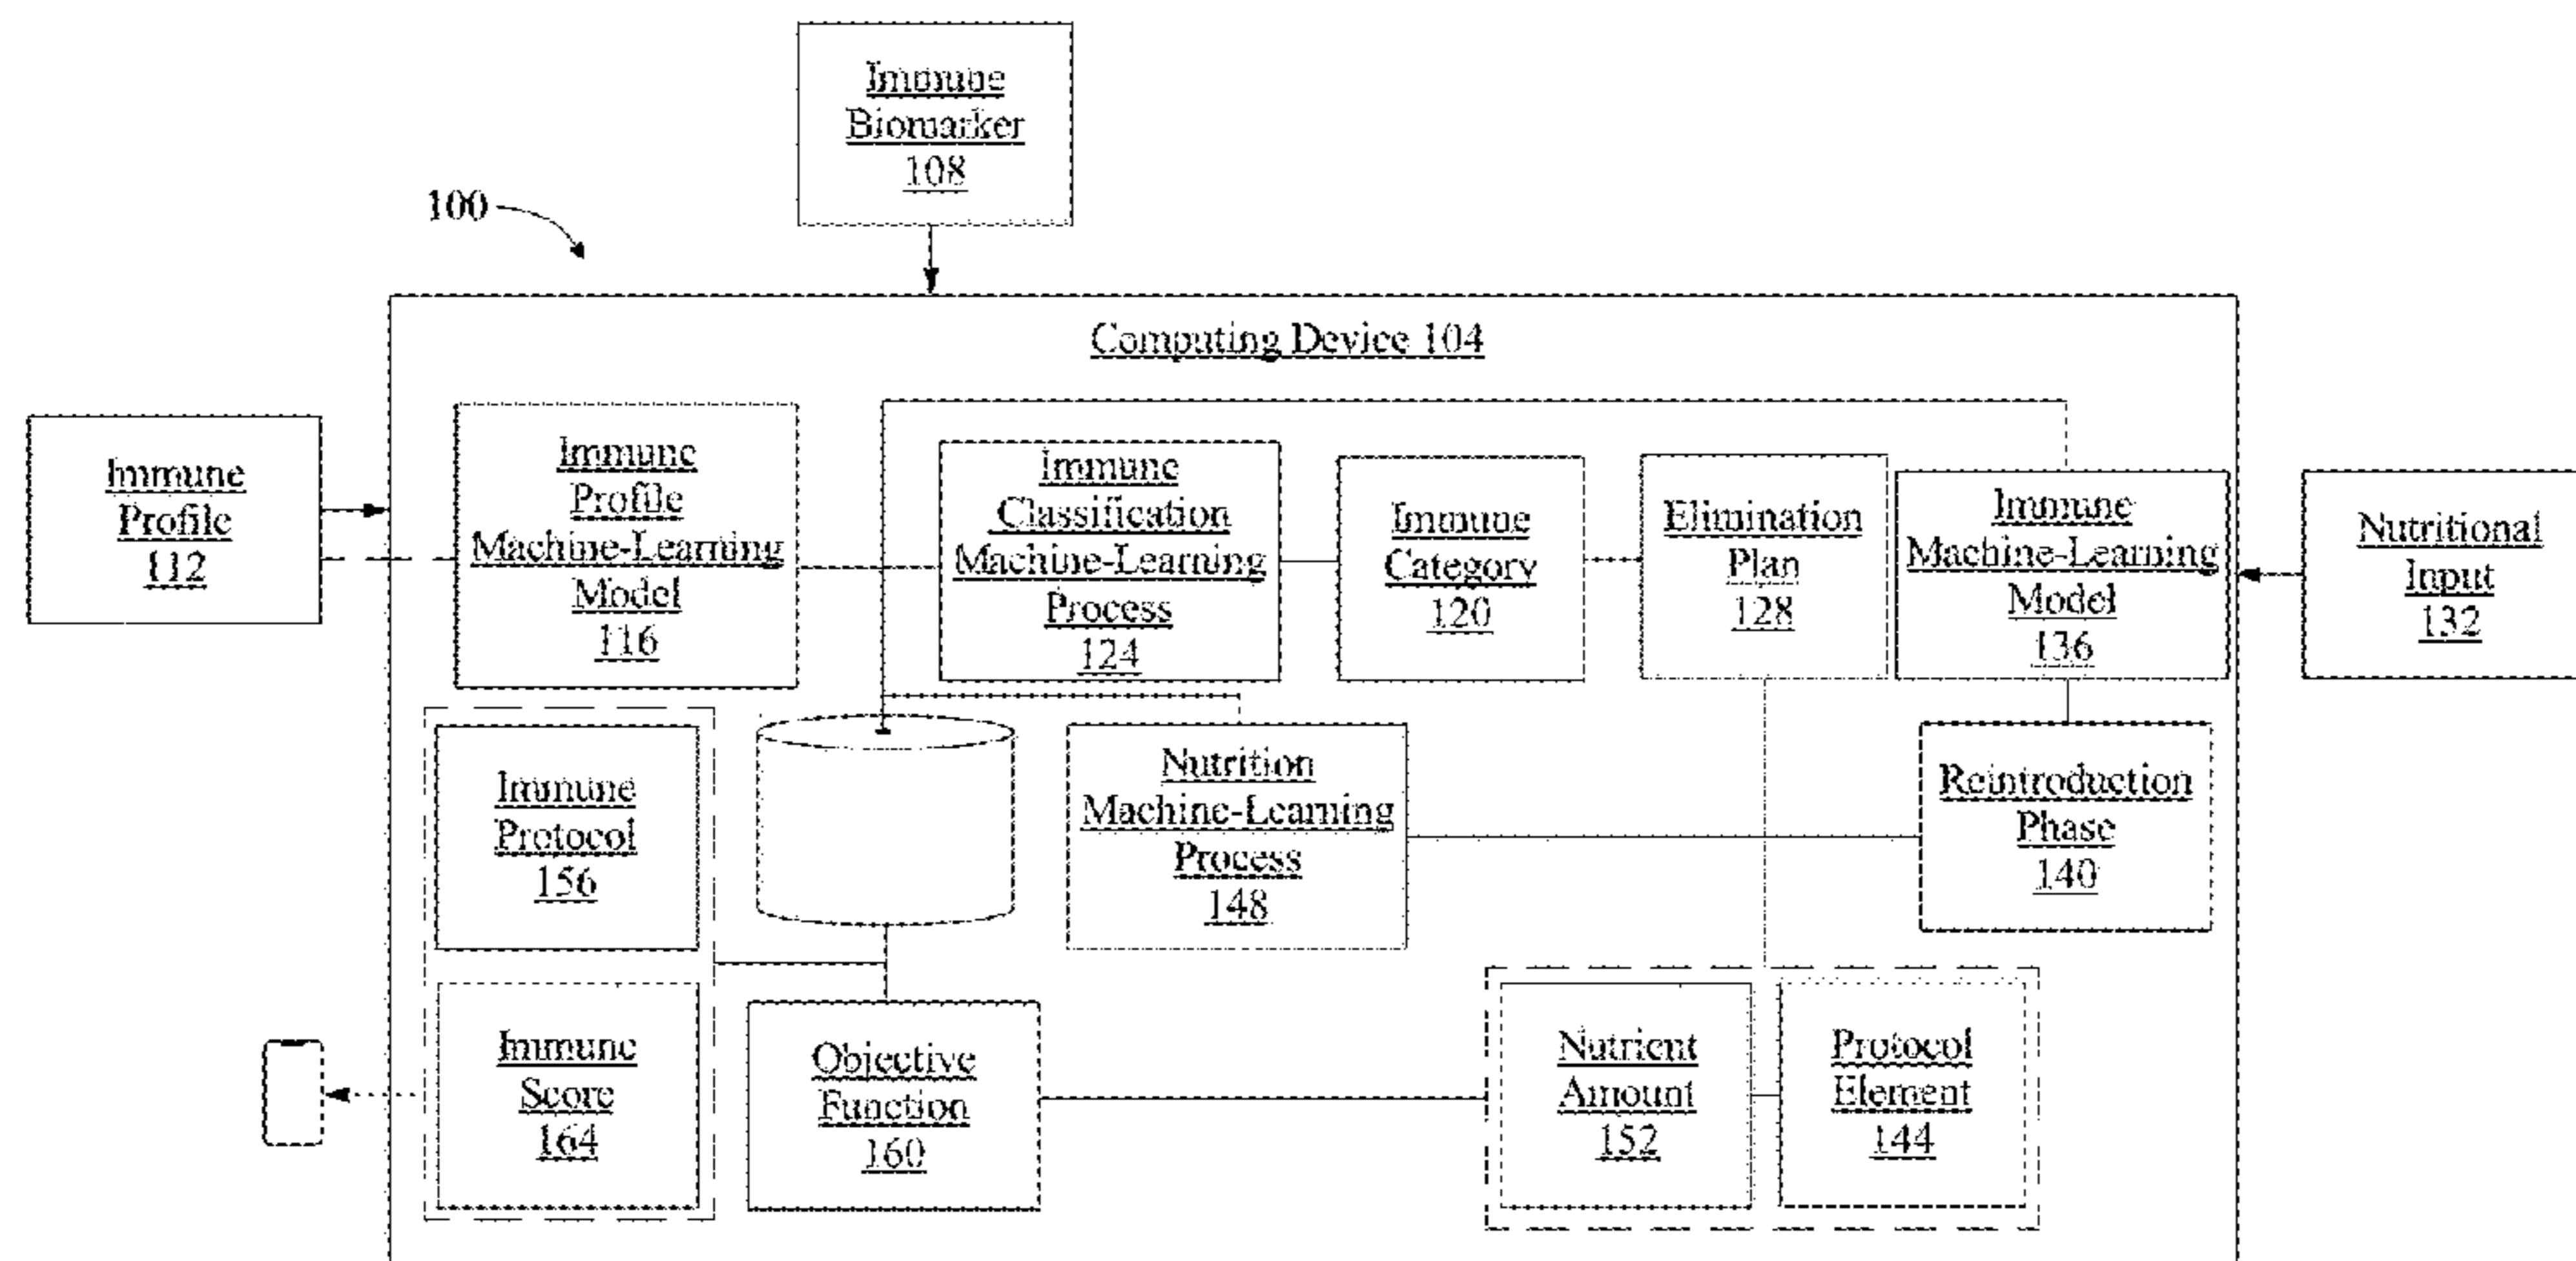 Immune
Biomarker
108
100
Computing Device 104
Immune
Profile
112
Immune
Profile
Machine-Learning
Model
116
Immune
Classification
Machine-Learning
Process
124
Immune
Category
120
Elimination
Plan
128
Immune
Machine-Learning
Model
136
Nutritional
Input
132
Immune
Protocol
156
Nutrition
Machine-Learning
Process
148
Reintroduction
Phase
140
Immune
Score
164
Objective
Function
160
Nutrient
Amount
152
Protocol
Element
144